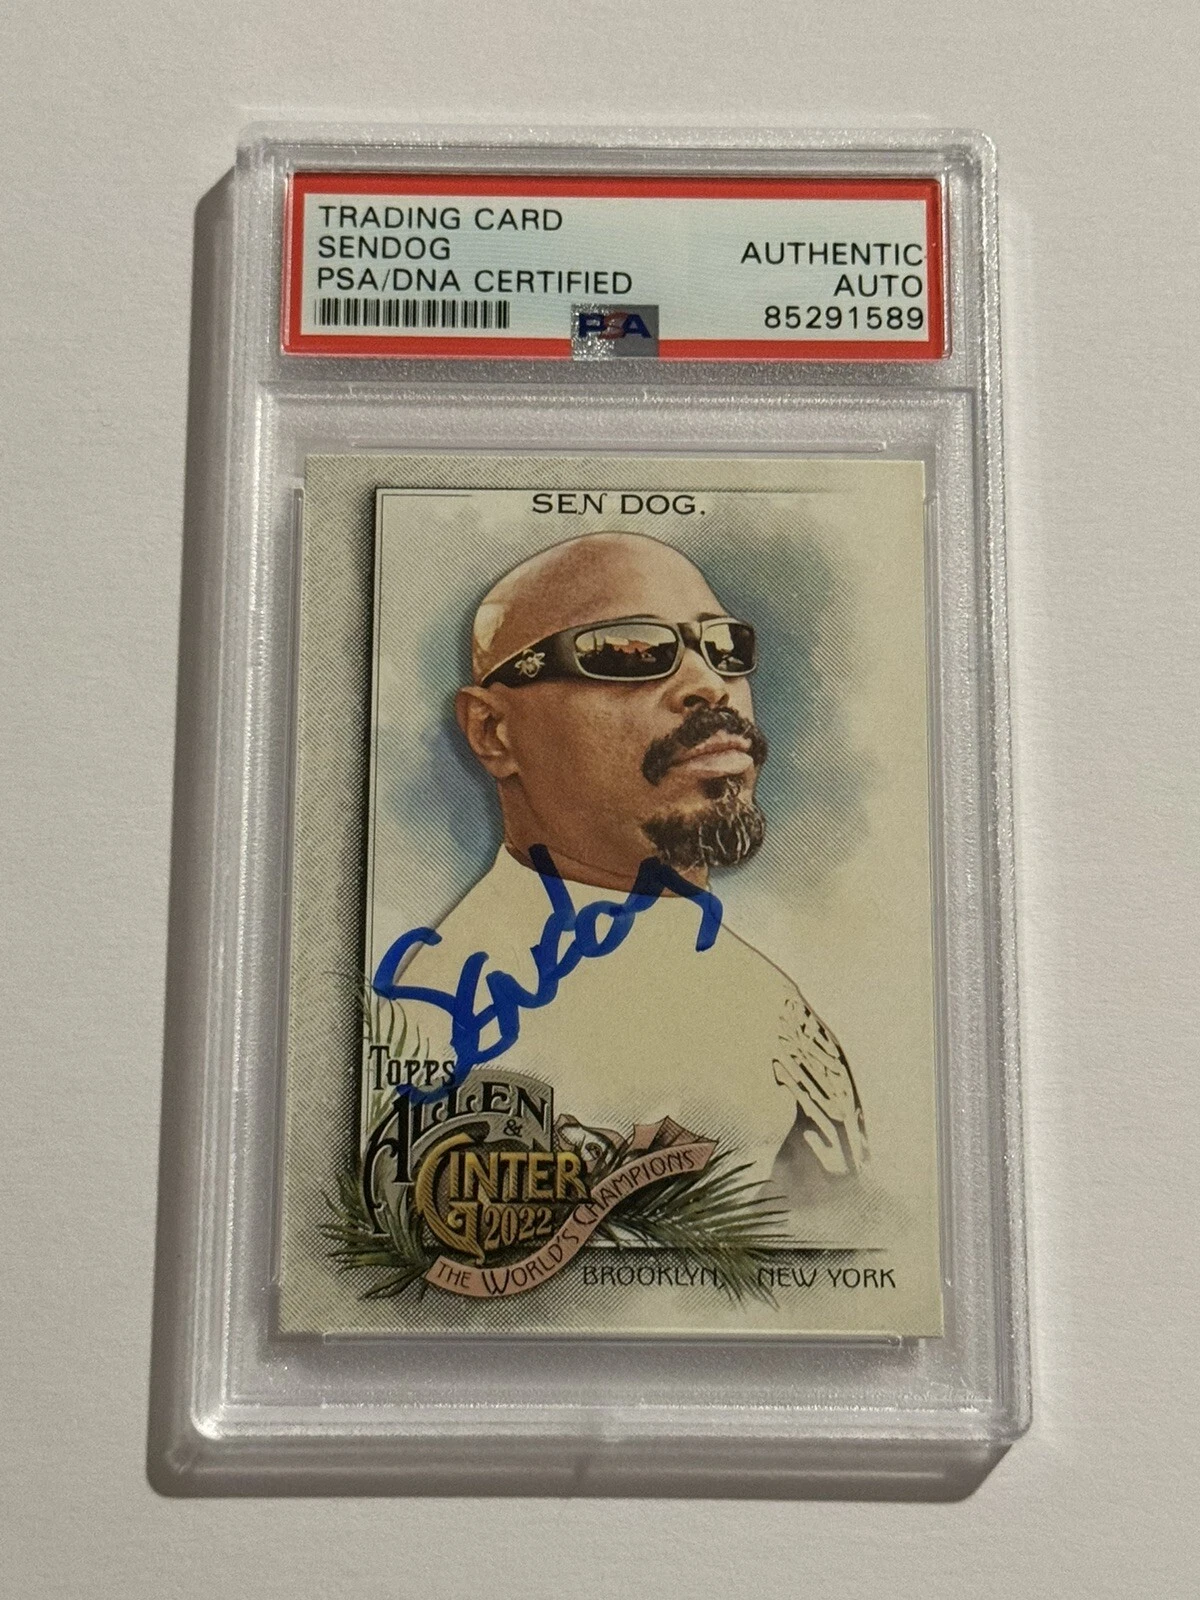 TRADING CARD
SENDOG
PSA/DNA CERTIFIED
AUTHENTIC
AUTO
85291589
PSA
SEN DOG.
Sendog
TOPPS
ALLEN
&
GINTER
2022
THE WORLD'S CHAMPIONS
BROOKLYN, NEW YORK